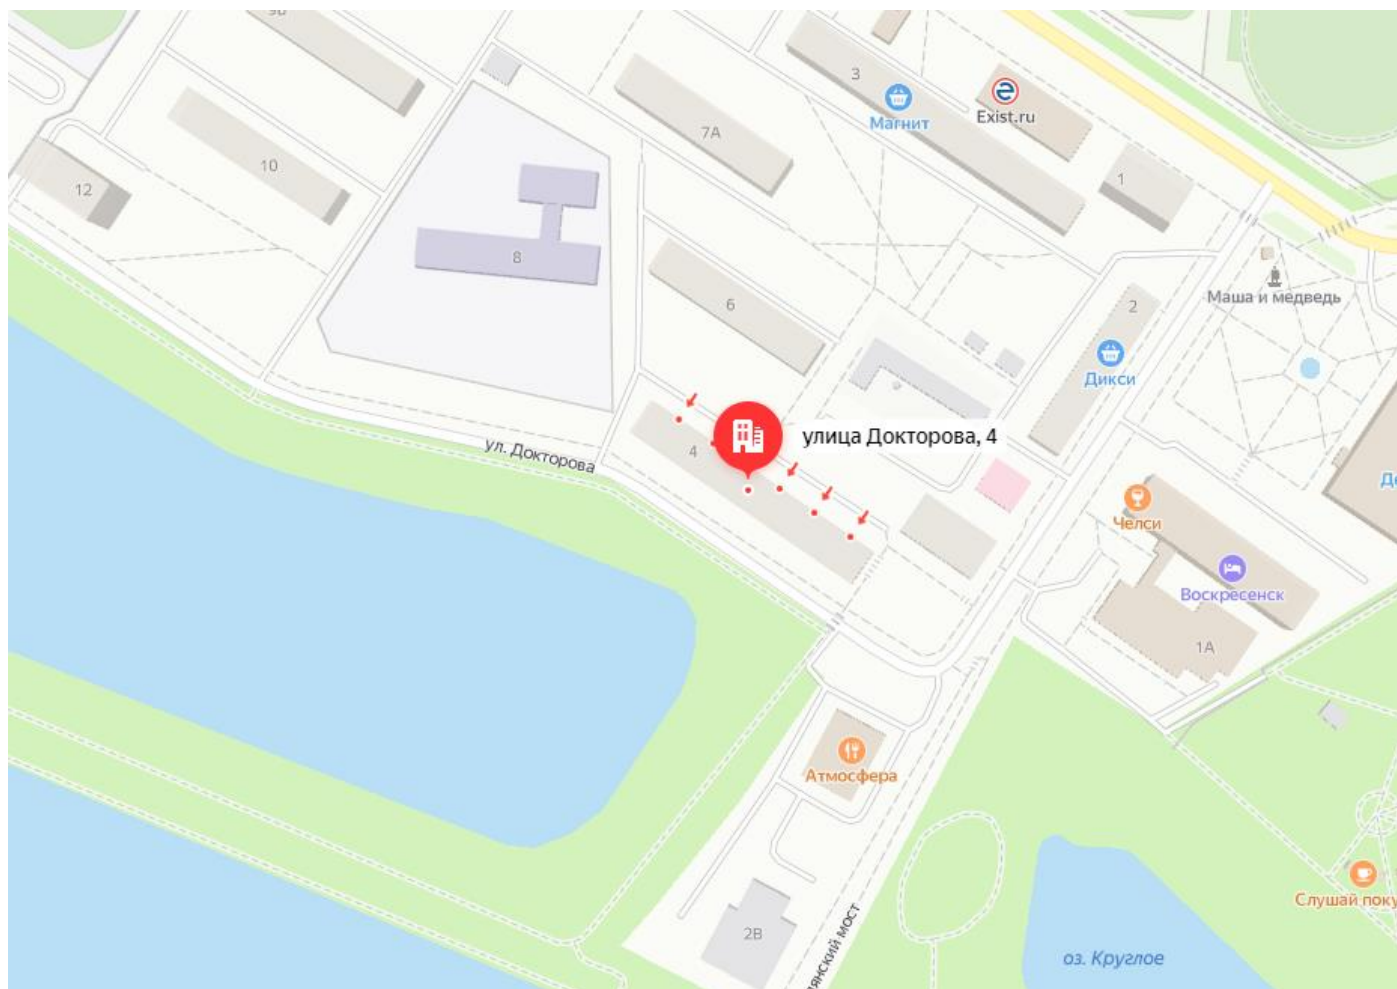 9В
3
Магнит
Exist.ru
7А
10
12
1
8
6
2
Маша и медведь
Дикси
улица Докторова, 4
ул. Докторова
4
Челси
Воскресенск
1А
Атмосфера
2В
оз. Круглое